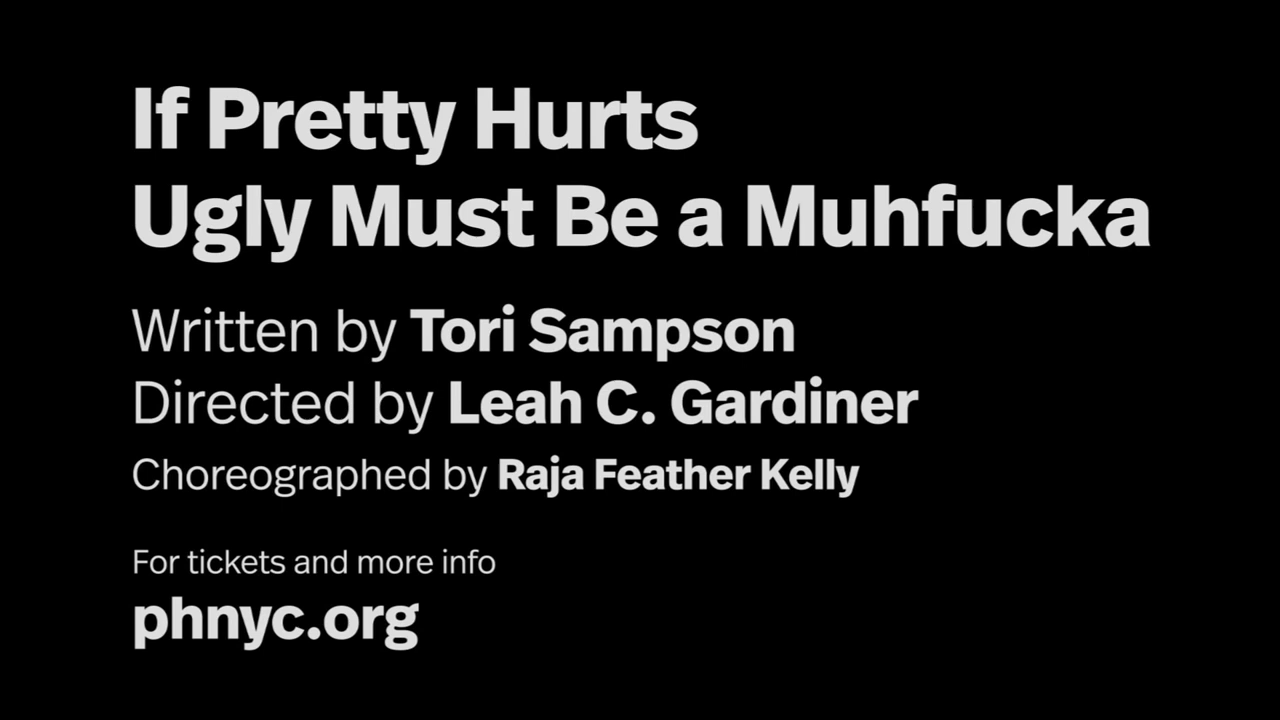 If Pretty Hurts
Ugly Must Be a Muhfucka
Written by Tori Sampson
Directed by Leah C. Gardiner
Choreographed by Raja Feather Kelly
For tickets and more info
phnyc.org